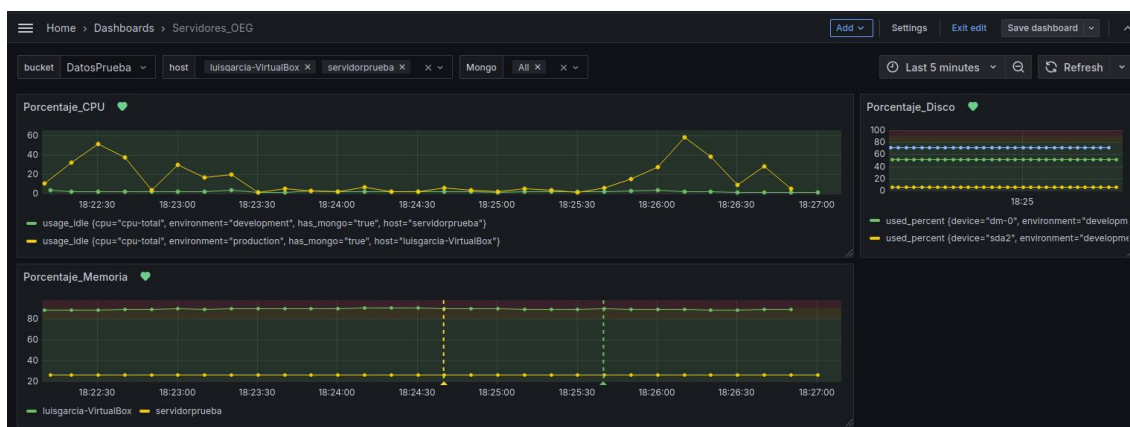 Home › Dashboards › Servidores_OEG Add Settings Exit edit Save dashboard
bucket DatosPrueba host luisgarcia-VirtualBox × servidorprueba × × Mongo All × × Last 5 minutes Refresh
Porcentaje_CPU
60
40
20
0
18:22:30 18:23:00 18:23:30 18:24:00 18:24:30 18:25:00 18:25:30 18:26:00 18:26:30 18:27:00
usage_idle {cpu="cpu-total", environment="development", has_mongo="true", host="servidorprueba"}
usage_idle {cpu="cpu-total", environment="production", has_mongo="true", host="luisgarcia-VirtualBox"}
Porcentaje_Disco
100
80
60
40
20
0
18:25
used_percent {device="dm-0", environment="developm
used_percent {device="sda2", environment="developme
Porcentaje_Memoria
80
60
40
20
18:22:30 18:23:00 18:23:30 18:24:00 18:24:30 18:25:00 18:25:30 18:26:00 18:26:30 18:27:00
luisgarcia-VirtualBox servidorprueba